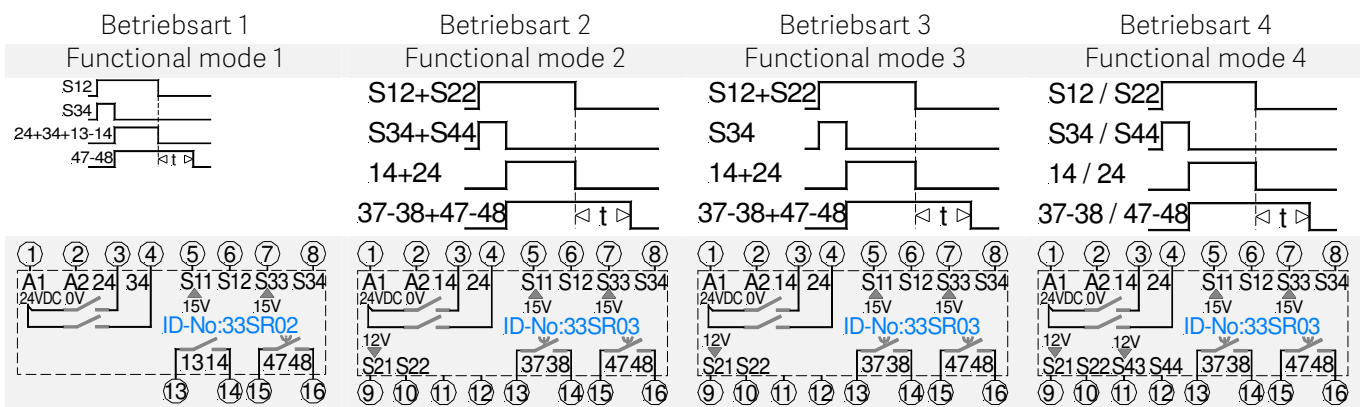 Betriebsart 1 Betriebsart 2 Betriebsart 3 Betriebsart 4
Functional mode 1 Functional mode 2 Functional mode 3 Functional mode 4
S12 S12+S22 S12+S22 S12 / S22
S34 S34+S44 S34 S34 / S44
24+34+13-14 14+24 14+24 14 / 24
47-48 t 37-38+47-48 t 37-38+47-48 t 37-38 / 47-48 t
1 2 3 4 5 6 7 8 1 2 3 4 5 6 7 8 1 2 3 4 5 6 7 8 1 2 3 4 5 6 7 8
A1 A2 24 34 S11 S12 S33 S34 A1 A2 14 24 S11 S12 S33 S34 A1 A2 14 24 S11 S12 S33 S34 A1 A2 14 24 S11 S12 S33 S34
24VDC 0V 15V 15V 24VDC 0V 15V 15V 24VDC 0V 15V 15V 24VDC 0V 15V 15V
ID-No:33SR02 ID-No:33SR03 ID-No:33SR03 ID-No:33SR03
12V 12V 12V 12V
13 14 47 48 S21 S22 37 38 47 48 S21 S22 37 38 47 48 S21 S22 S43 S44 37 38 47 48
13 14 15 16 9 10 11 12 13 14 15 16 9 10 11 12 13 14 15 16 9 10 11 12 13 14 15 16